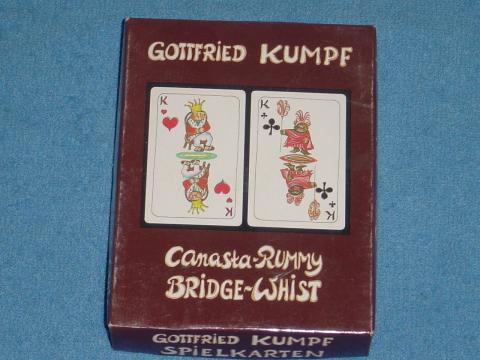 GOTTFRIED KUMPF
K K
K K
Canasta-RUMMY
BRIDGE-WHIST
GOTTFRIED KUMPF
SPIELKARTEN